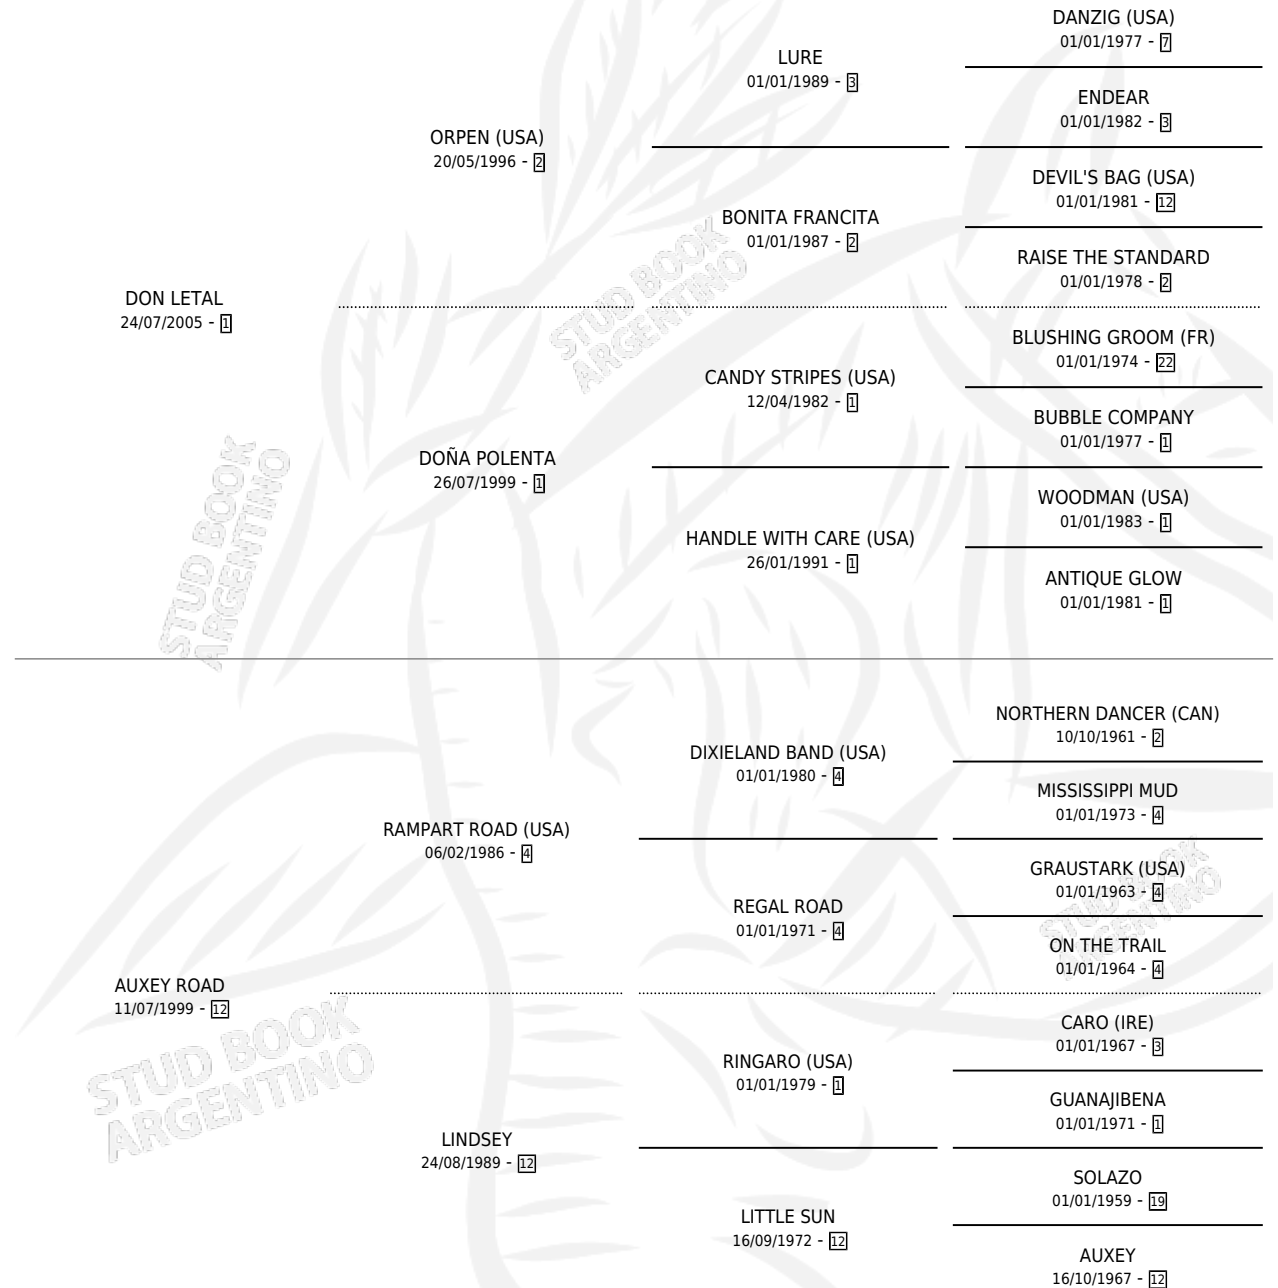 DANZIG (USA)
01/01/1977 - 7
LURE
01/01/1989 - 3
ENDEAR
01/01/1982 - 3
ORPEN (USA)
20/05/1996 - 2
DEVIL'S BAG (USA)
01/01/1981 - 12
BONITA FRANCITA
01/01/1987 - 2
RAISE THE STANDARD
01/01/1978 - 2
DON LETAL
24/07/2005 - 1
BLUSHING GROOM (FR)
01/01/1974 - 22
CANDY STRIPES (USA)
12/04/1982 - 1
BUBBLE COMPANY
01/01/1977 - 1
DOÑA POLENTA
26/07/1999 - 1
WOODMAN (USA)
01/01/1983 - 1
HANDLE WITH CARE (USA)
26/01/1991 - 1
ANTIQUE GLOW
01/01/1981 - 1
NORTHERN DANCER (CAN)
10/10/1961 - 2
DIXIELAND BAND (USA)
01/01/1980 - 4
MISSISSIPPI MUD
01/01/1973 - 4
RAMPART ROAD (USA)
06/02/1986 - 4
GRAUSTARK (USA)
01/01/1963 - 4
REGAL ROAD
01/01/1971 - 4
ON THE TRAIL
01/01/1964 - 4
AUXEY ROAD
11/07/1999 - 12
CARO (IRE)
01/01/1967 - 3
RINGARO (USA)
01/01/1979 - 1
GUANAJIBENA
01/01/1971 - 1
LINDSEY
24/08/1989 - 12
SOLAZO
01/01/1959 - 19
LITTLE SUN
16/09/1972 - 12
AUXEY
16/10/1967 - 12
STUD BOOK
ARGENTINO
STUD BOOK
ARGENTINO
STUD BOOK
ARGENTINO
STUD BOOK
ARGENTINO